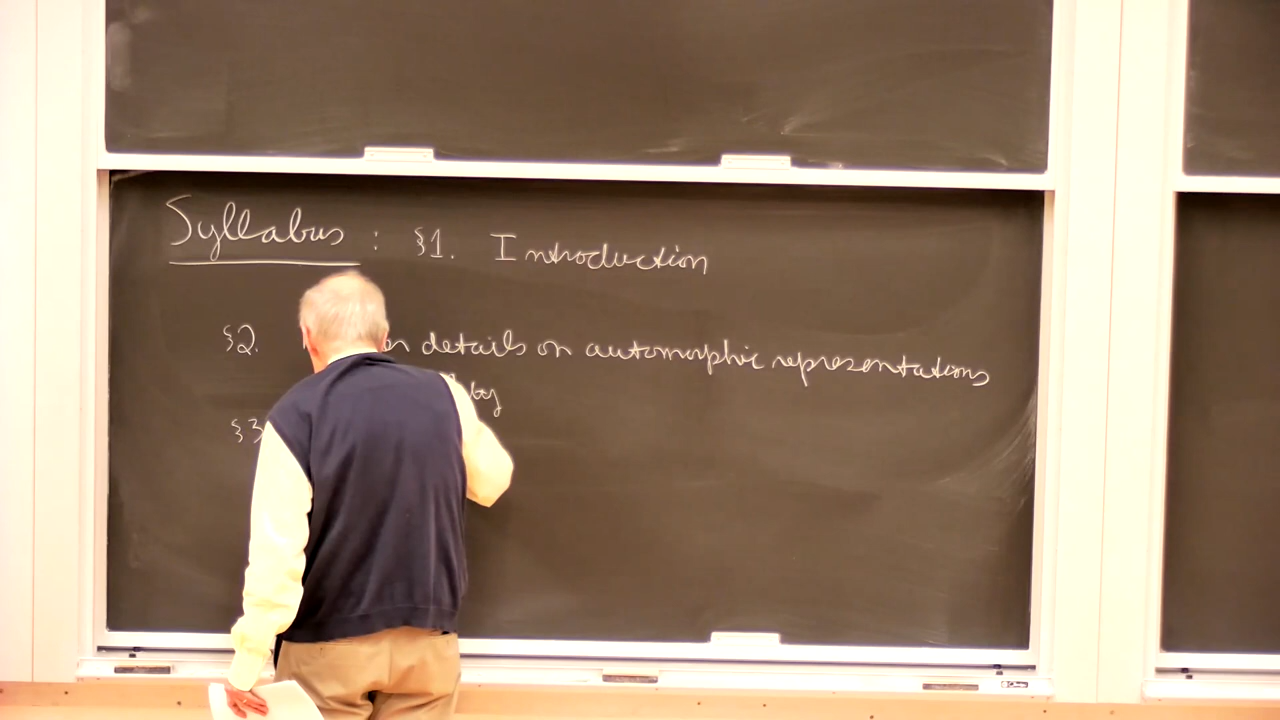 Syllabus : §1. Introduction
§2. details on automorphic representations
§3